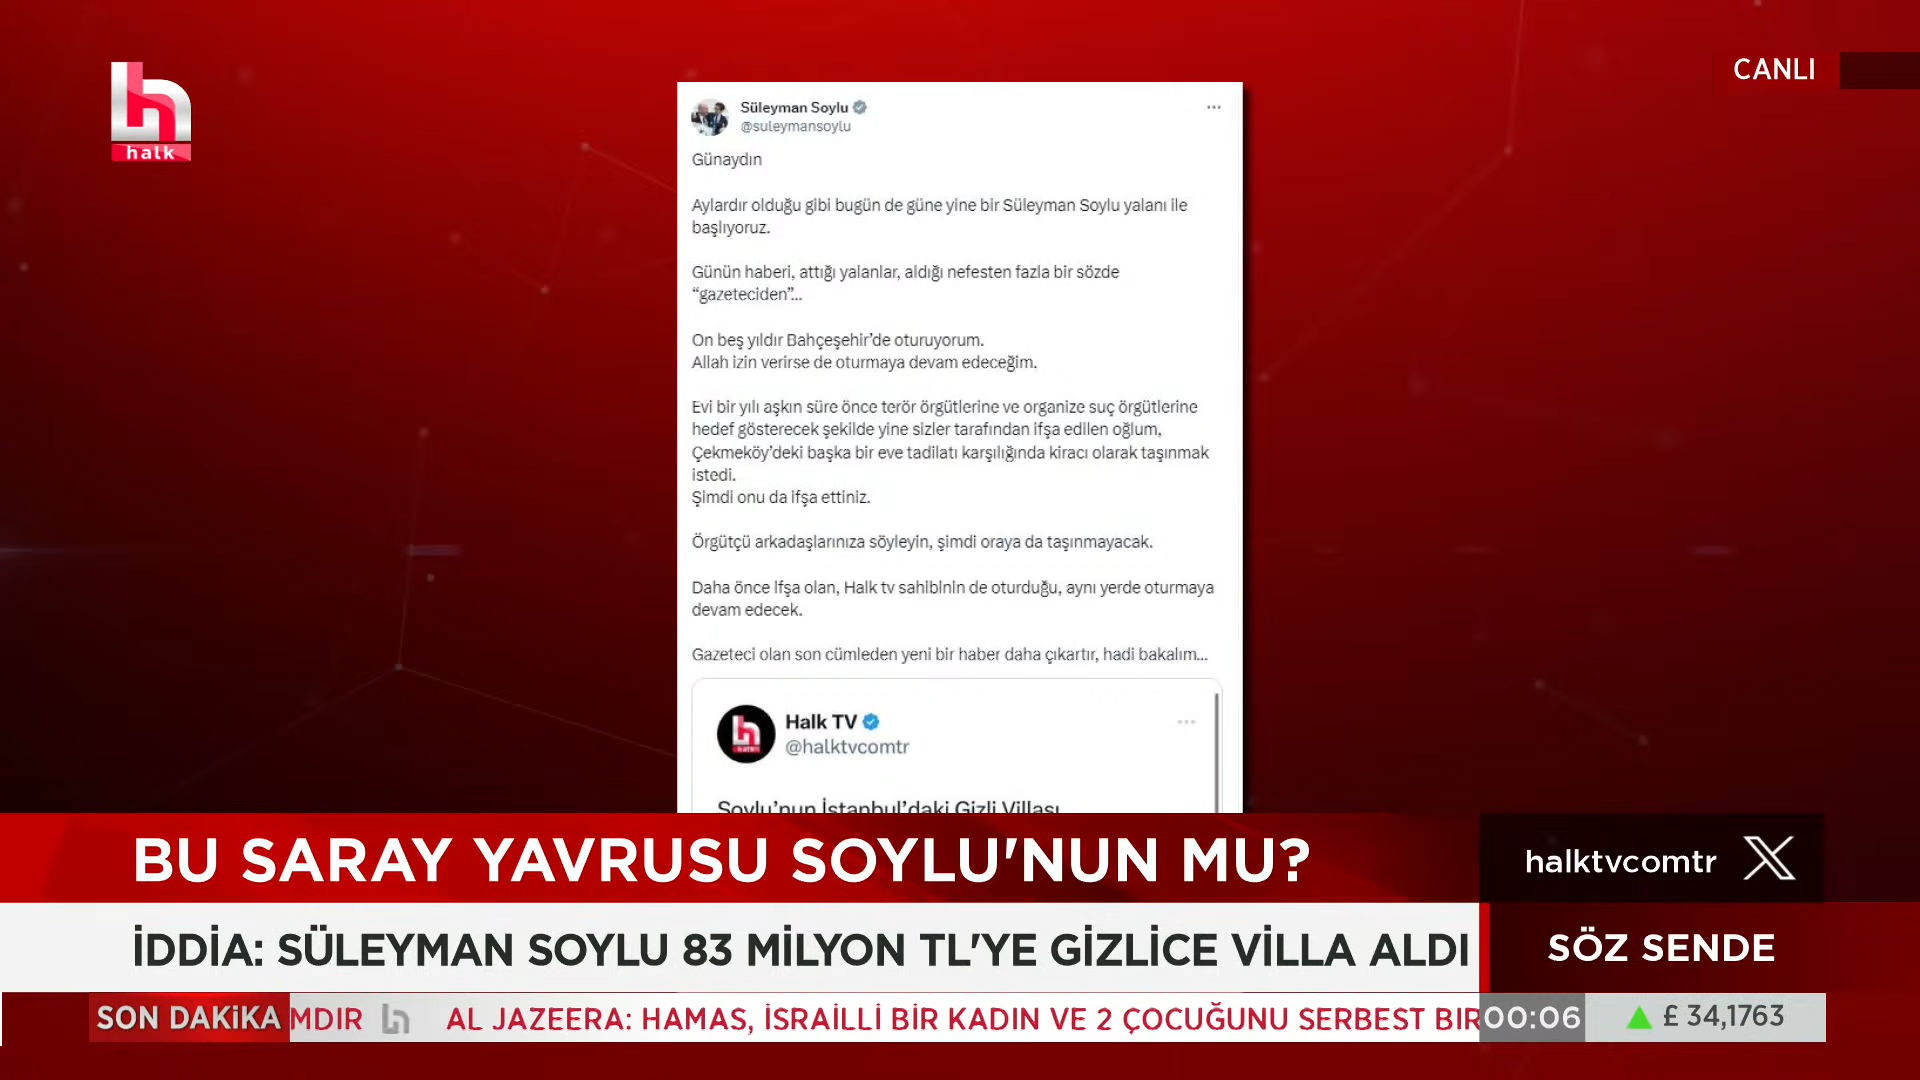 halk
CANLI
Süleyman Soylu
@suleymansoylu
Günaydın
Aylardır olduğu gibi bugün de güne yine bir Süleyman Soylu yalanı ile
başlıyoruz.
Günün haberi, attığı yalanlar, aldığı nefesten fazla bir sözde
“gazeteciden”...
On beş yıldır Bahçeşehir’de oturuyorum.
Allah izin verirse de oturmaya devam edeceğim.
Evi bir yılı aşkın süre önce terör örgütlerine ve organize suç örgütlerine
hedef gösterecek şekilde yine sizler tarafından ifşa edilen oğlum,
Çekmeköy’deki başka bir eve tadilatı karşılığında kiracı olarak taşınmak
istedi.
Şimdi onu da ifşa ettiniz.
Örgütçü arkadaşlarınıza söyleyin, şimdi oraya da taşınmayacak.
Daha önce ifşa olan, Halk tv sahibinin de oturduğu, aynı yerde oturmaya
devam edecek.
Gazeteci olan son cümleden yeni bir haber daha çıkartır, hadi bakalım...
Halk TV
@halktvcomtr
Soylu’nun İstanbul’daki Gizli Villası
BU SARAY YAVRUSU SOYLU'NUN MU?
halktvcomtr X
İDDİA: SÜLEYMAN SOYLU 83 MİLYON TL'YE GİZLİCE VİLLA ALDI
SÖZ SENDE
SON DAKİKA MDIR AL JAZEERA: HAMAS, İSRAİLLİ BİR KADIN VE 2 ÇOCUĞUNU SERBEST BIR 00:06 £ 34,1763